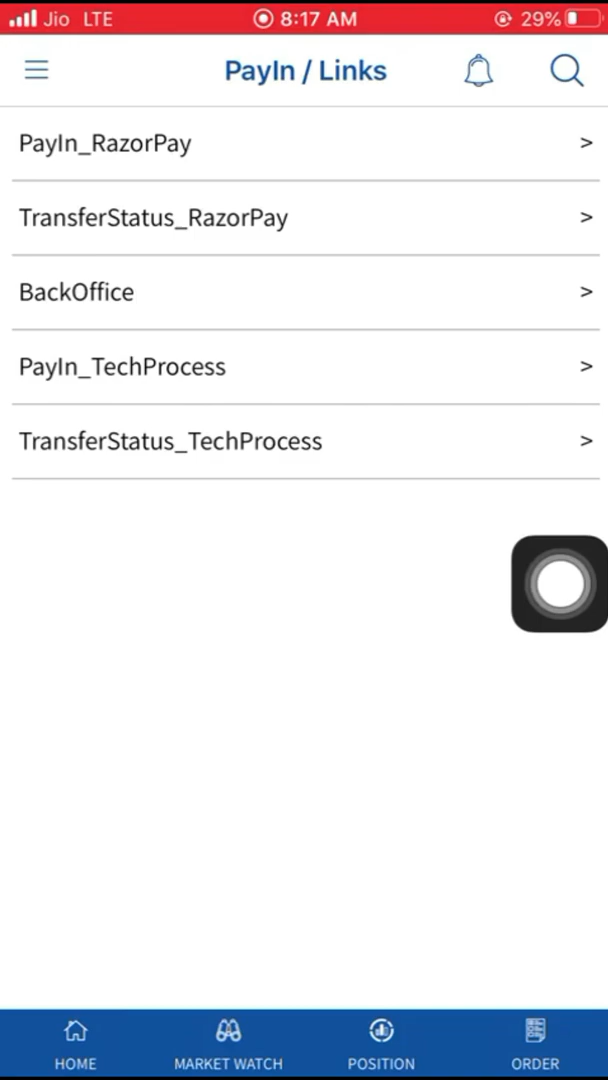 Jio LTE 8:17 AM 29%
PayIn / Links
PayIn_RazorPay >
TransferStatus_RazorPay >
BackOffice >
PayIn_TechProcess >
TransferStatus_TechProcess >
HOME MARKET WATCH POSITION ORDER